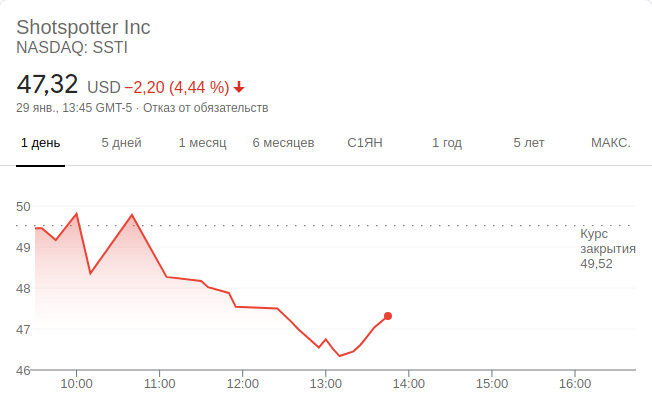 Shotspotter Inc
NASDAQ: SSTI
47,32 USD −2,20 (4,44 %)
29 янв., 13:45 GMT-5 · Отказ от обязательств
1 день 5 дней 1 месяц 6 месяцев С1ЯН 1 год 5 лет МАКС.
50
Курс
закрытия
49,52
49
48
47
46
10:00 11:00 12:00 13:00 14:00 15:00 16:00